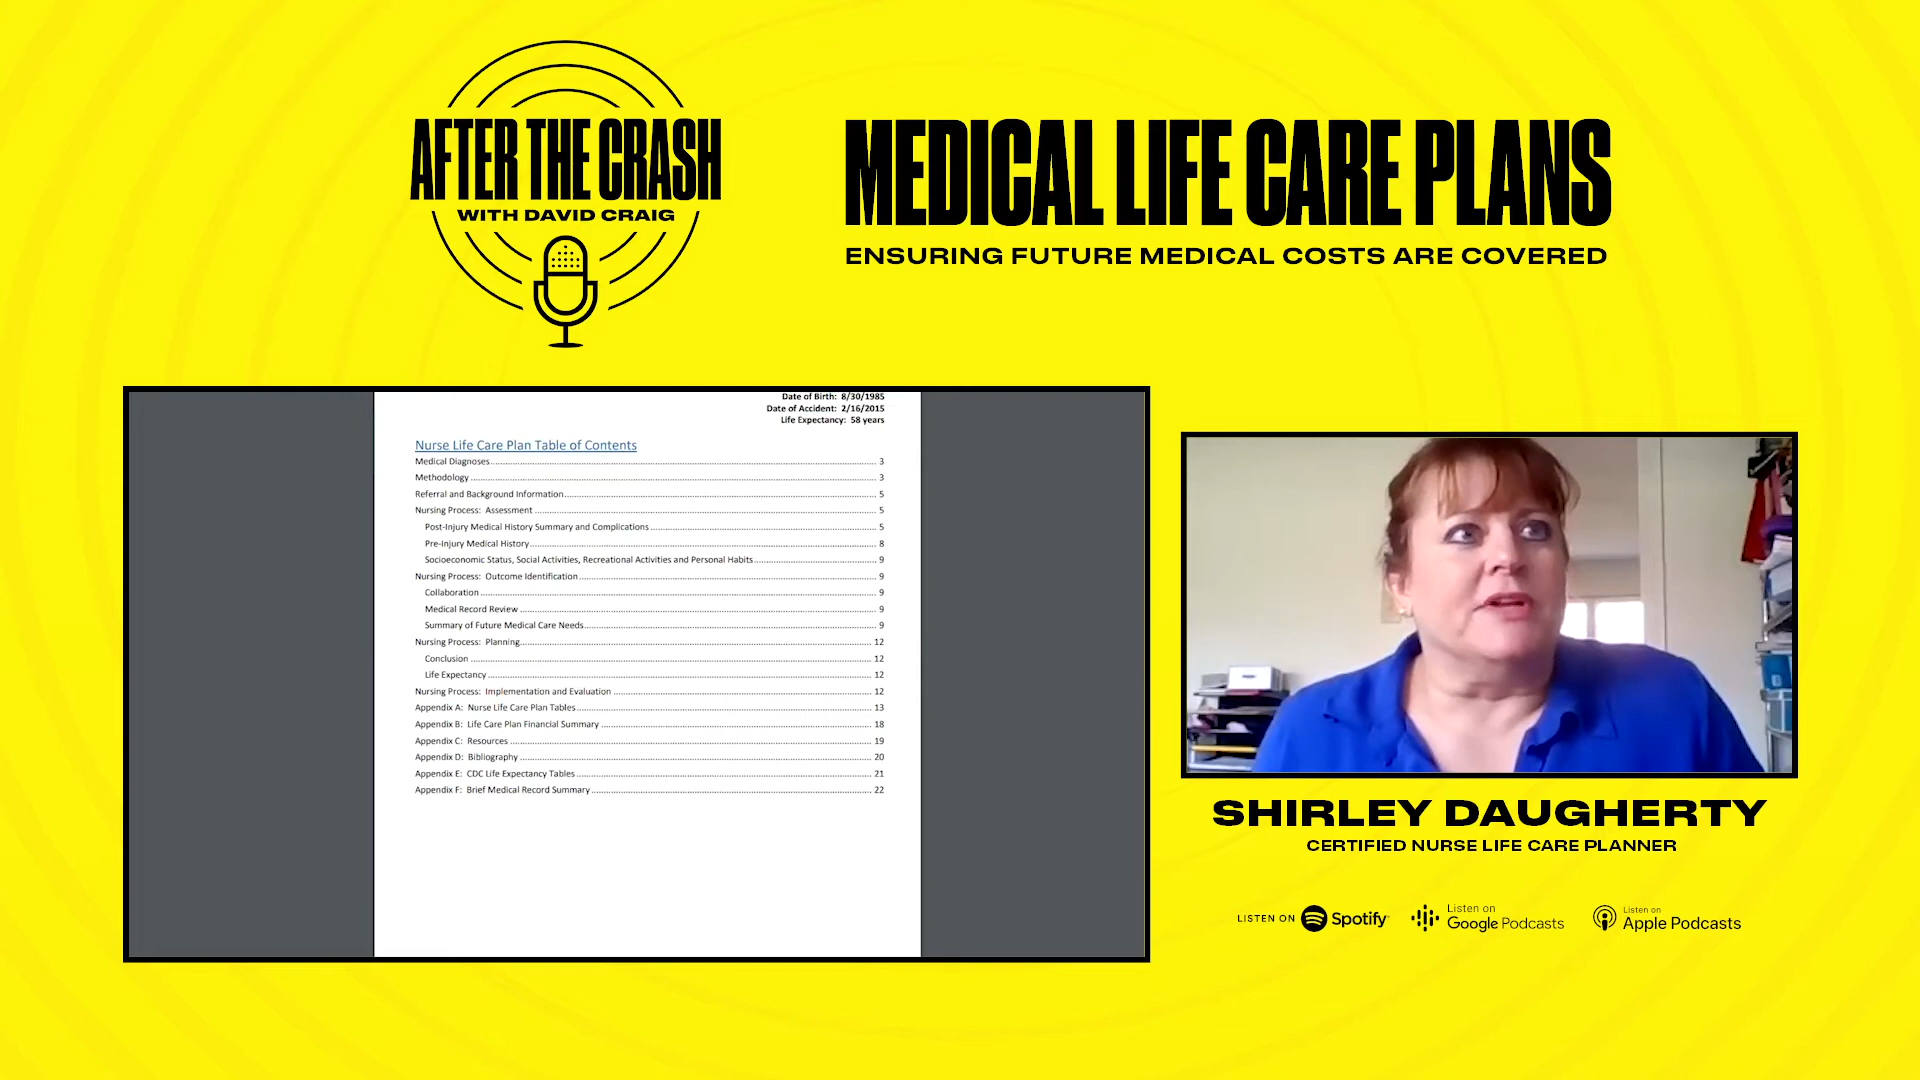 AFTER THE CRASH
WITH DAVID CRAIG
MEDICAL LIFE CARE PLANS
ENSURING FUTURE MEDICAL COSTS ARE COVERED
Date of Birth: 8/30/1985
Date of Accident: 2/16/2015
Life Expectancy: 58 years
Nurse Life Care Plan Table of Contents
Medical Diagnoses 3
Methodology 3
Referral and Background Information 5
Nursing Process: Assessment 5
Post-Injury Medical History Summary and Complications 5
Pre-Injury Medical History 8
Socioeconomic Status, Social Activities, Recreational Activities and Personal Habits 9
Nursing Process: Outcome Identification 9
Collaboration 9
Medical Record Review 9
Summary of Future Medical Care Needs 9
Nursing Process: Planning 12
Conclusion 12
Life Expectancy 12
Nursing Process: Implementation and Evaluation 12
Appendix A: Nurse Life Care Plan Tables 13
Appendix B: Life Care Plan Financial Summary 18
Appendix C: Resources 19
Appendix D: Bibliography 20
Appendix E: CDC Life Expectancy Tables 21
Appendix F: Brief Medical Record Summary 22
SHIRLEY DAUGHERTY
CERTIFIED NURSE LIFE CARE PLANNER
LISTEN ON Spotify
Listen on
Google Podcasts
Listen on
Apple Podcasts